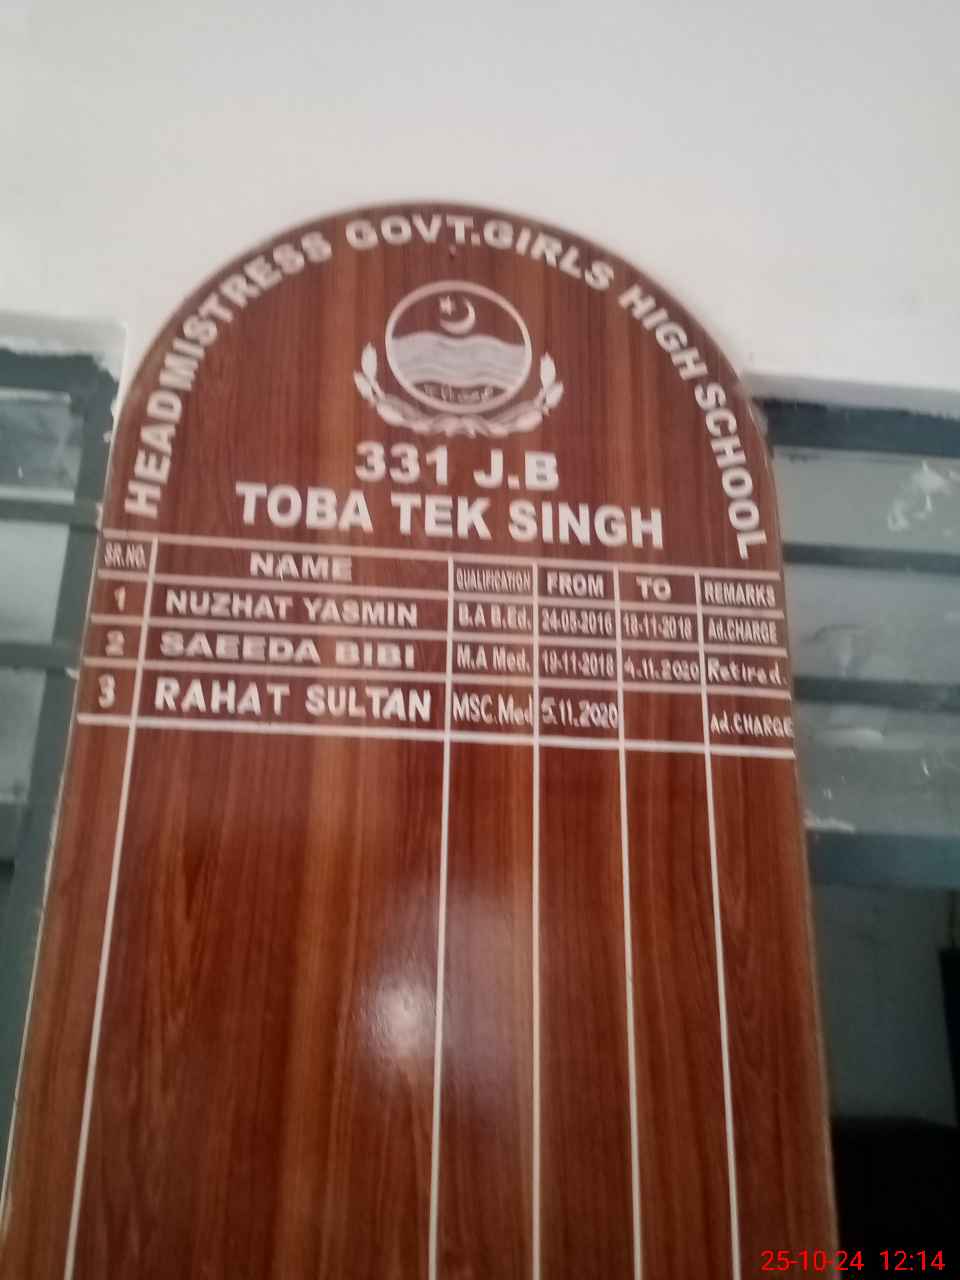 HEADMISTRESS GOVT.GIRLS HIGH SCHOOL
331 J.B
TOBA TEK SINGH
SR.NO. NAME QUALIFICATION FROM TO REMARKS
1 NUZHAT YASMIN B.A B.Ed. 24-05-2016 18-11-2018 Ad.CHARGE
2 SAEEDA BIBI M.A Med. 19-11-2018 4.11.2020 Retired.
3 RAHAT SULTAN MSC.Med 5.11.2020 Ad.CHARGE
25-10-24 12:14